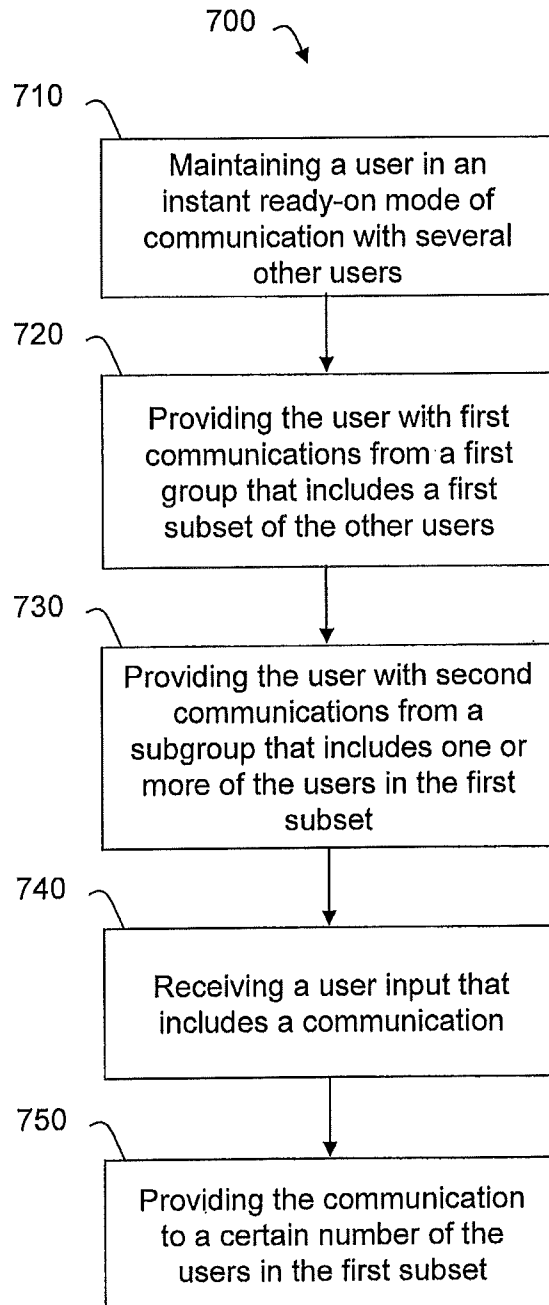 700
710
Maintaining a user in an
instant ready-on mode of
communication with several
other users
720
Providing the user with first
communications from a first
group that includes a first
subset of the other users
730
Providing the user with second
communications from a
subgroup that includes one or
more of the users in the first
subset
740
Receiving a user input that
includes a communication
750
Providing the communication
to a certain number of the
users in the first subset